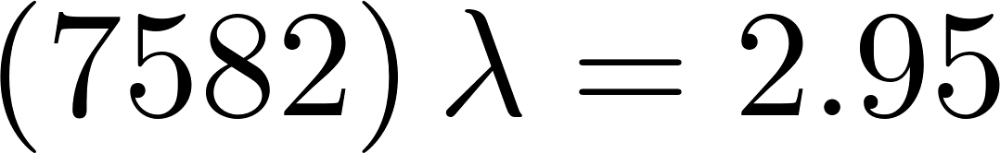 (7582) λ = 2.95